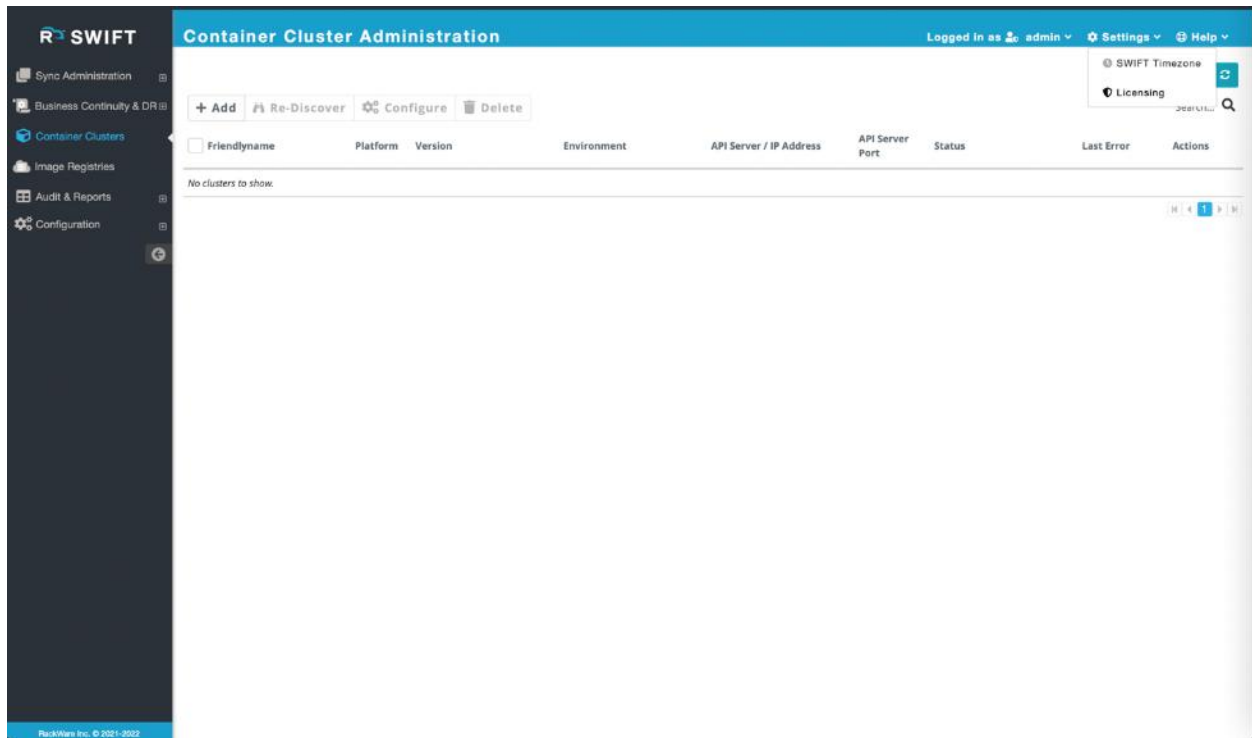 R SWIFT
Container Cluster Administration
Logged in as admin
Settings
Help
SWIFT Timezone
Licensing
Sync Administration
Business Continuity & DR
Container Clusters
Image Registries
Audit & Reports
Configuration
+ Add
Re-Discover
Configure
Delete
Search...
Friendlyname Platform Version Environment API Server / IP Address API Server Port Status Last Error Actions
No clusters to show.
1
RackWare Inc. © 2021-2022